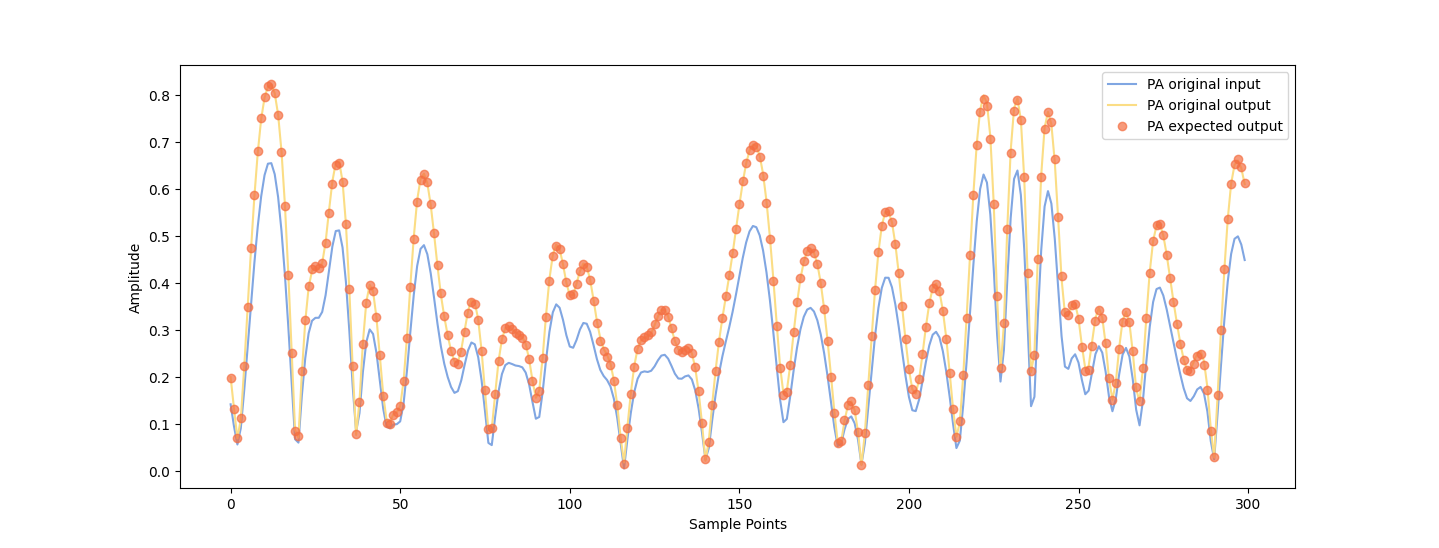 PA original input
PA original output
PA expected output
Amplitude
0.8
0.7
0.6
0.5
0.4
0.3
0.2
0.1
0.0
0 50 100 150 200 250 300
Sample Points